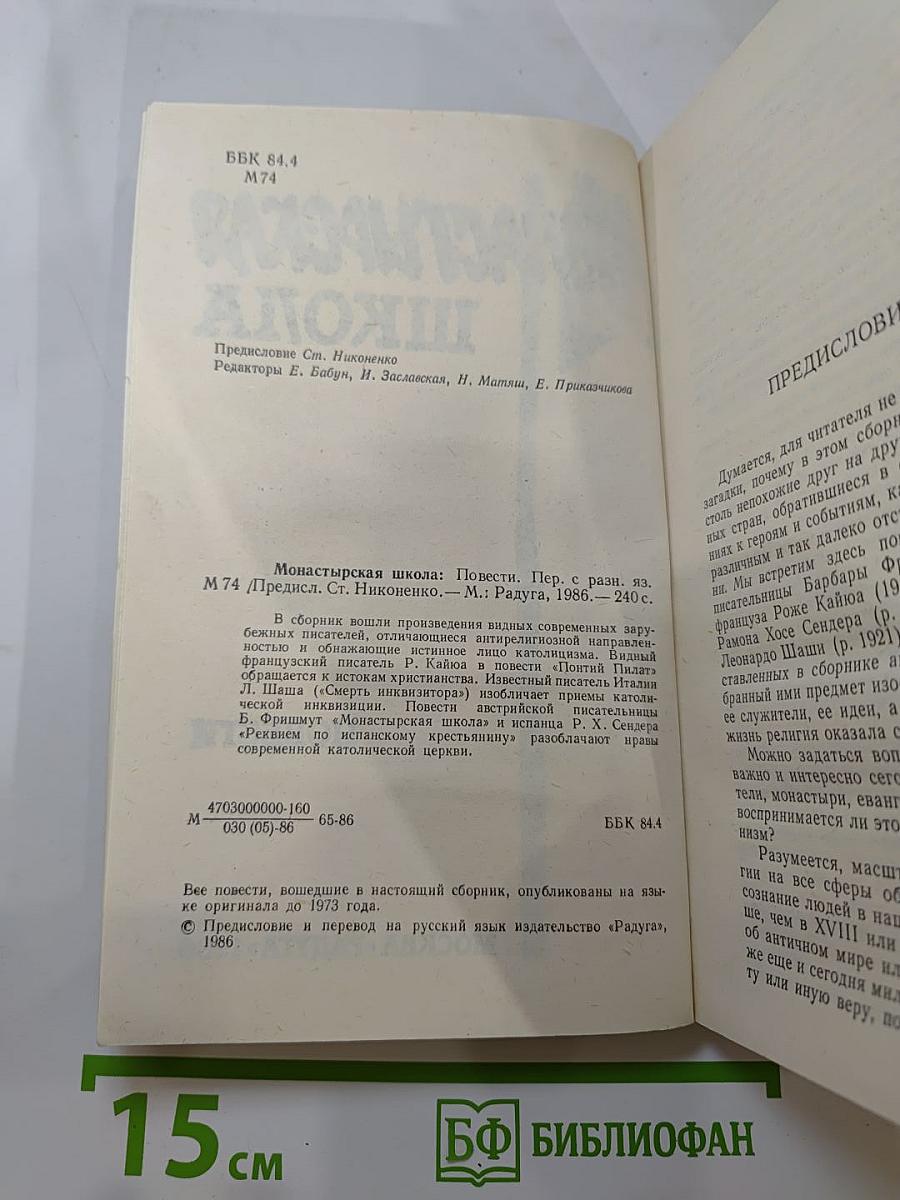 ББК 84.4
М74
Предисловие Ст. Никоненко
Редакторы Е. Бабун, И. Заславская, Н. Матяш, Е. Приказчикова
Монастырская школа: Повести. Пер. с разн. яз.
М 74 /Предисл. Ст. Никоненко.— М.: Радуга, 1986.— 240 с.
В сборник вошли произведения видных современных зару-
бежных писателей, отличающиеся антирелигиозной направлен-
ностью и обнажающие истинное лицо католицизма. Видный
французский писатель Р. Кайюа в повести «Понтий Пилат»
обращается к истокам христианства. Известный писатель Италии
Л. Шаша («Смерть инквизитора») изобличает приемы католи-
ческой инквизиции. Повести австрийской писательницы
Б. Фришмут «Монастырская школа» и испанца Р. Х. Сендера
«Реквием по испанскому крестьянину» разоблачают нравы
современной католической церкви.
М 4703000000-160 65-86
030 (05)-86
ББК 84.4
Все повести, вошедшие в настоящий сборник, опубликованы на язы-
ке оригинала до 1973 года.
© Предисловие и перевод на русский язык издательство «Радуга»,
1986
ПРЕДИСЛОВИ
Думается, для читателя не
загадки, почему в этом сборн
столь непохожие друг на дру
ных стран, обратившиеся в
ниях к героям и событиям, ка
различным и так далеко отст
ни. Мы встретим здесь пов
писательницы Барбары Фр
француза Роже Кайюа (19
Рамона Хосе Сендера (р.
Леонардо Шаши (р. 1921)
ставленных в сборнике а
бранный ими предмет изо
ее служители, ее идеи, а
жизнь религия оказала с
Можно задаться воп
важно и интересно сего
тели, монастыри, еванг
воспринимается ли это
низм?
Разумеется, масшт
гии на все сферы об
сознание людей в наш
ше, чем в XVIII или
об античном мире ил
же еще и сегодня мил
ту или иную веру, по
15 см
БФ БИБЛИОФАН